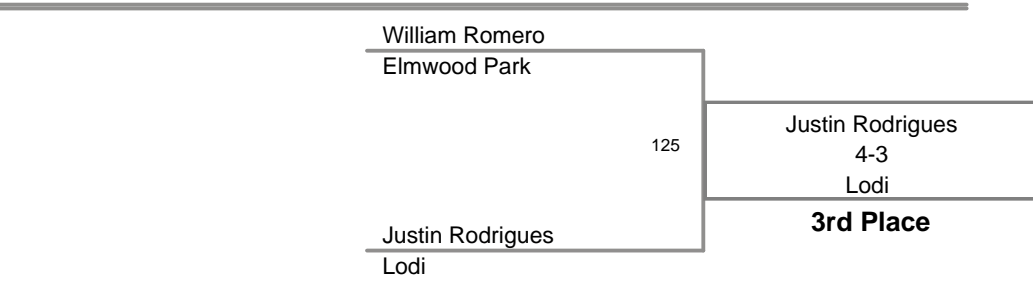 William Romero
Elmwood Park
125
Justin Rodrigues
4-3
Lodi
3rd Place
Justin Rodrigues
Lodi